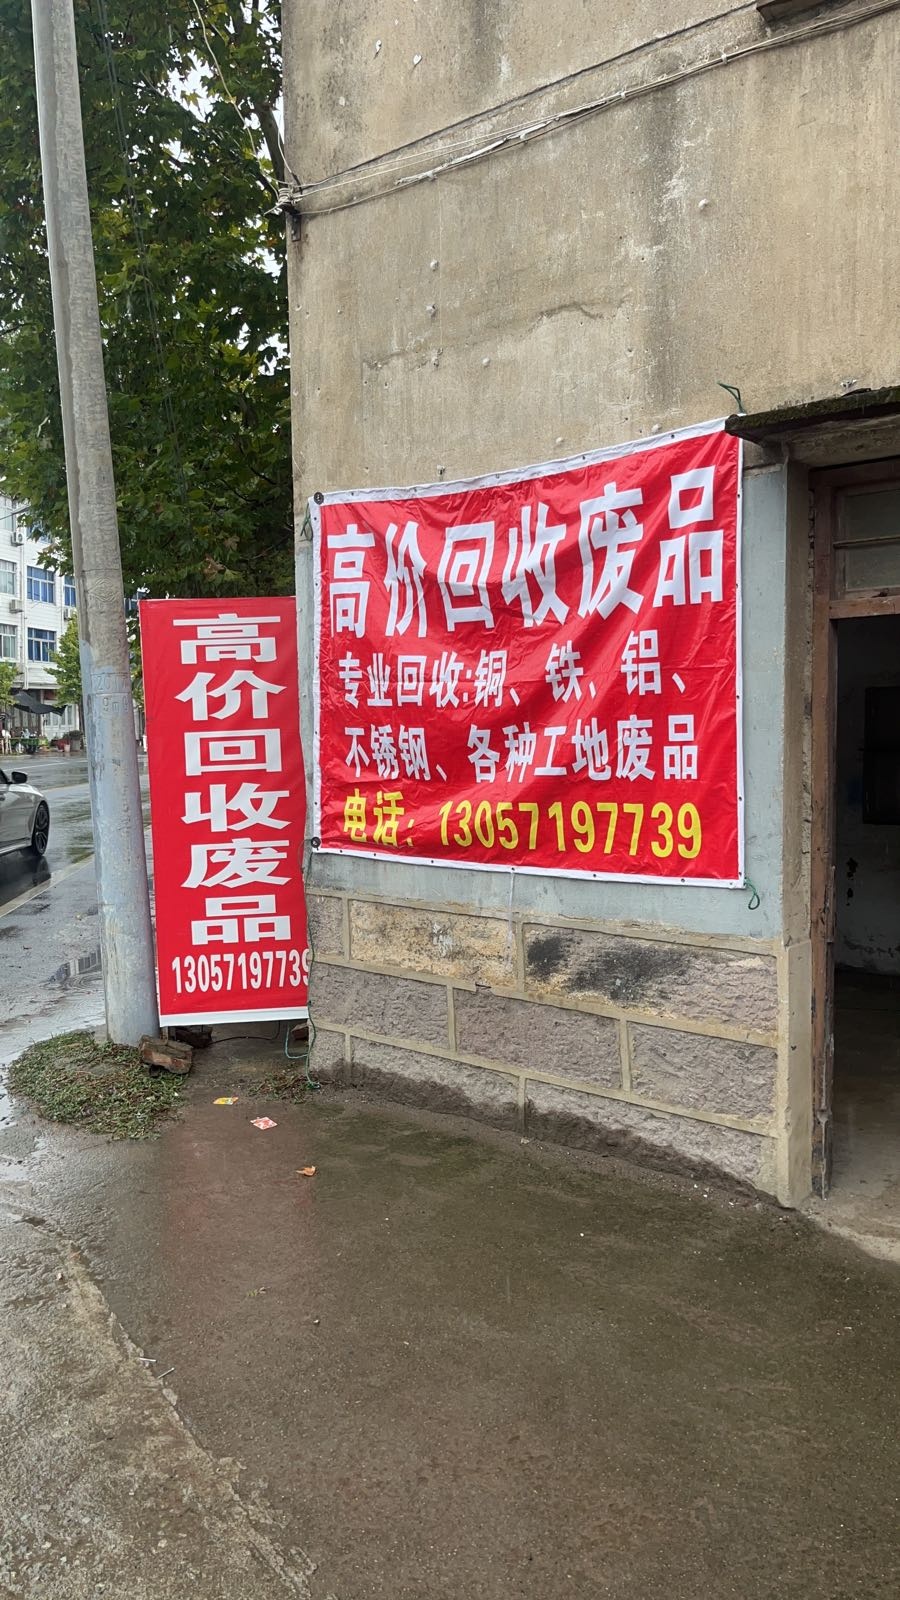 高价回收废品
13057197739
高价回收废品
专业回收:铜、铁、铝、
不锈钢、各种工地废品
电话：13057197739